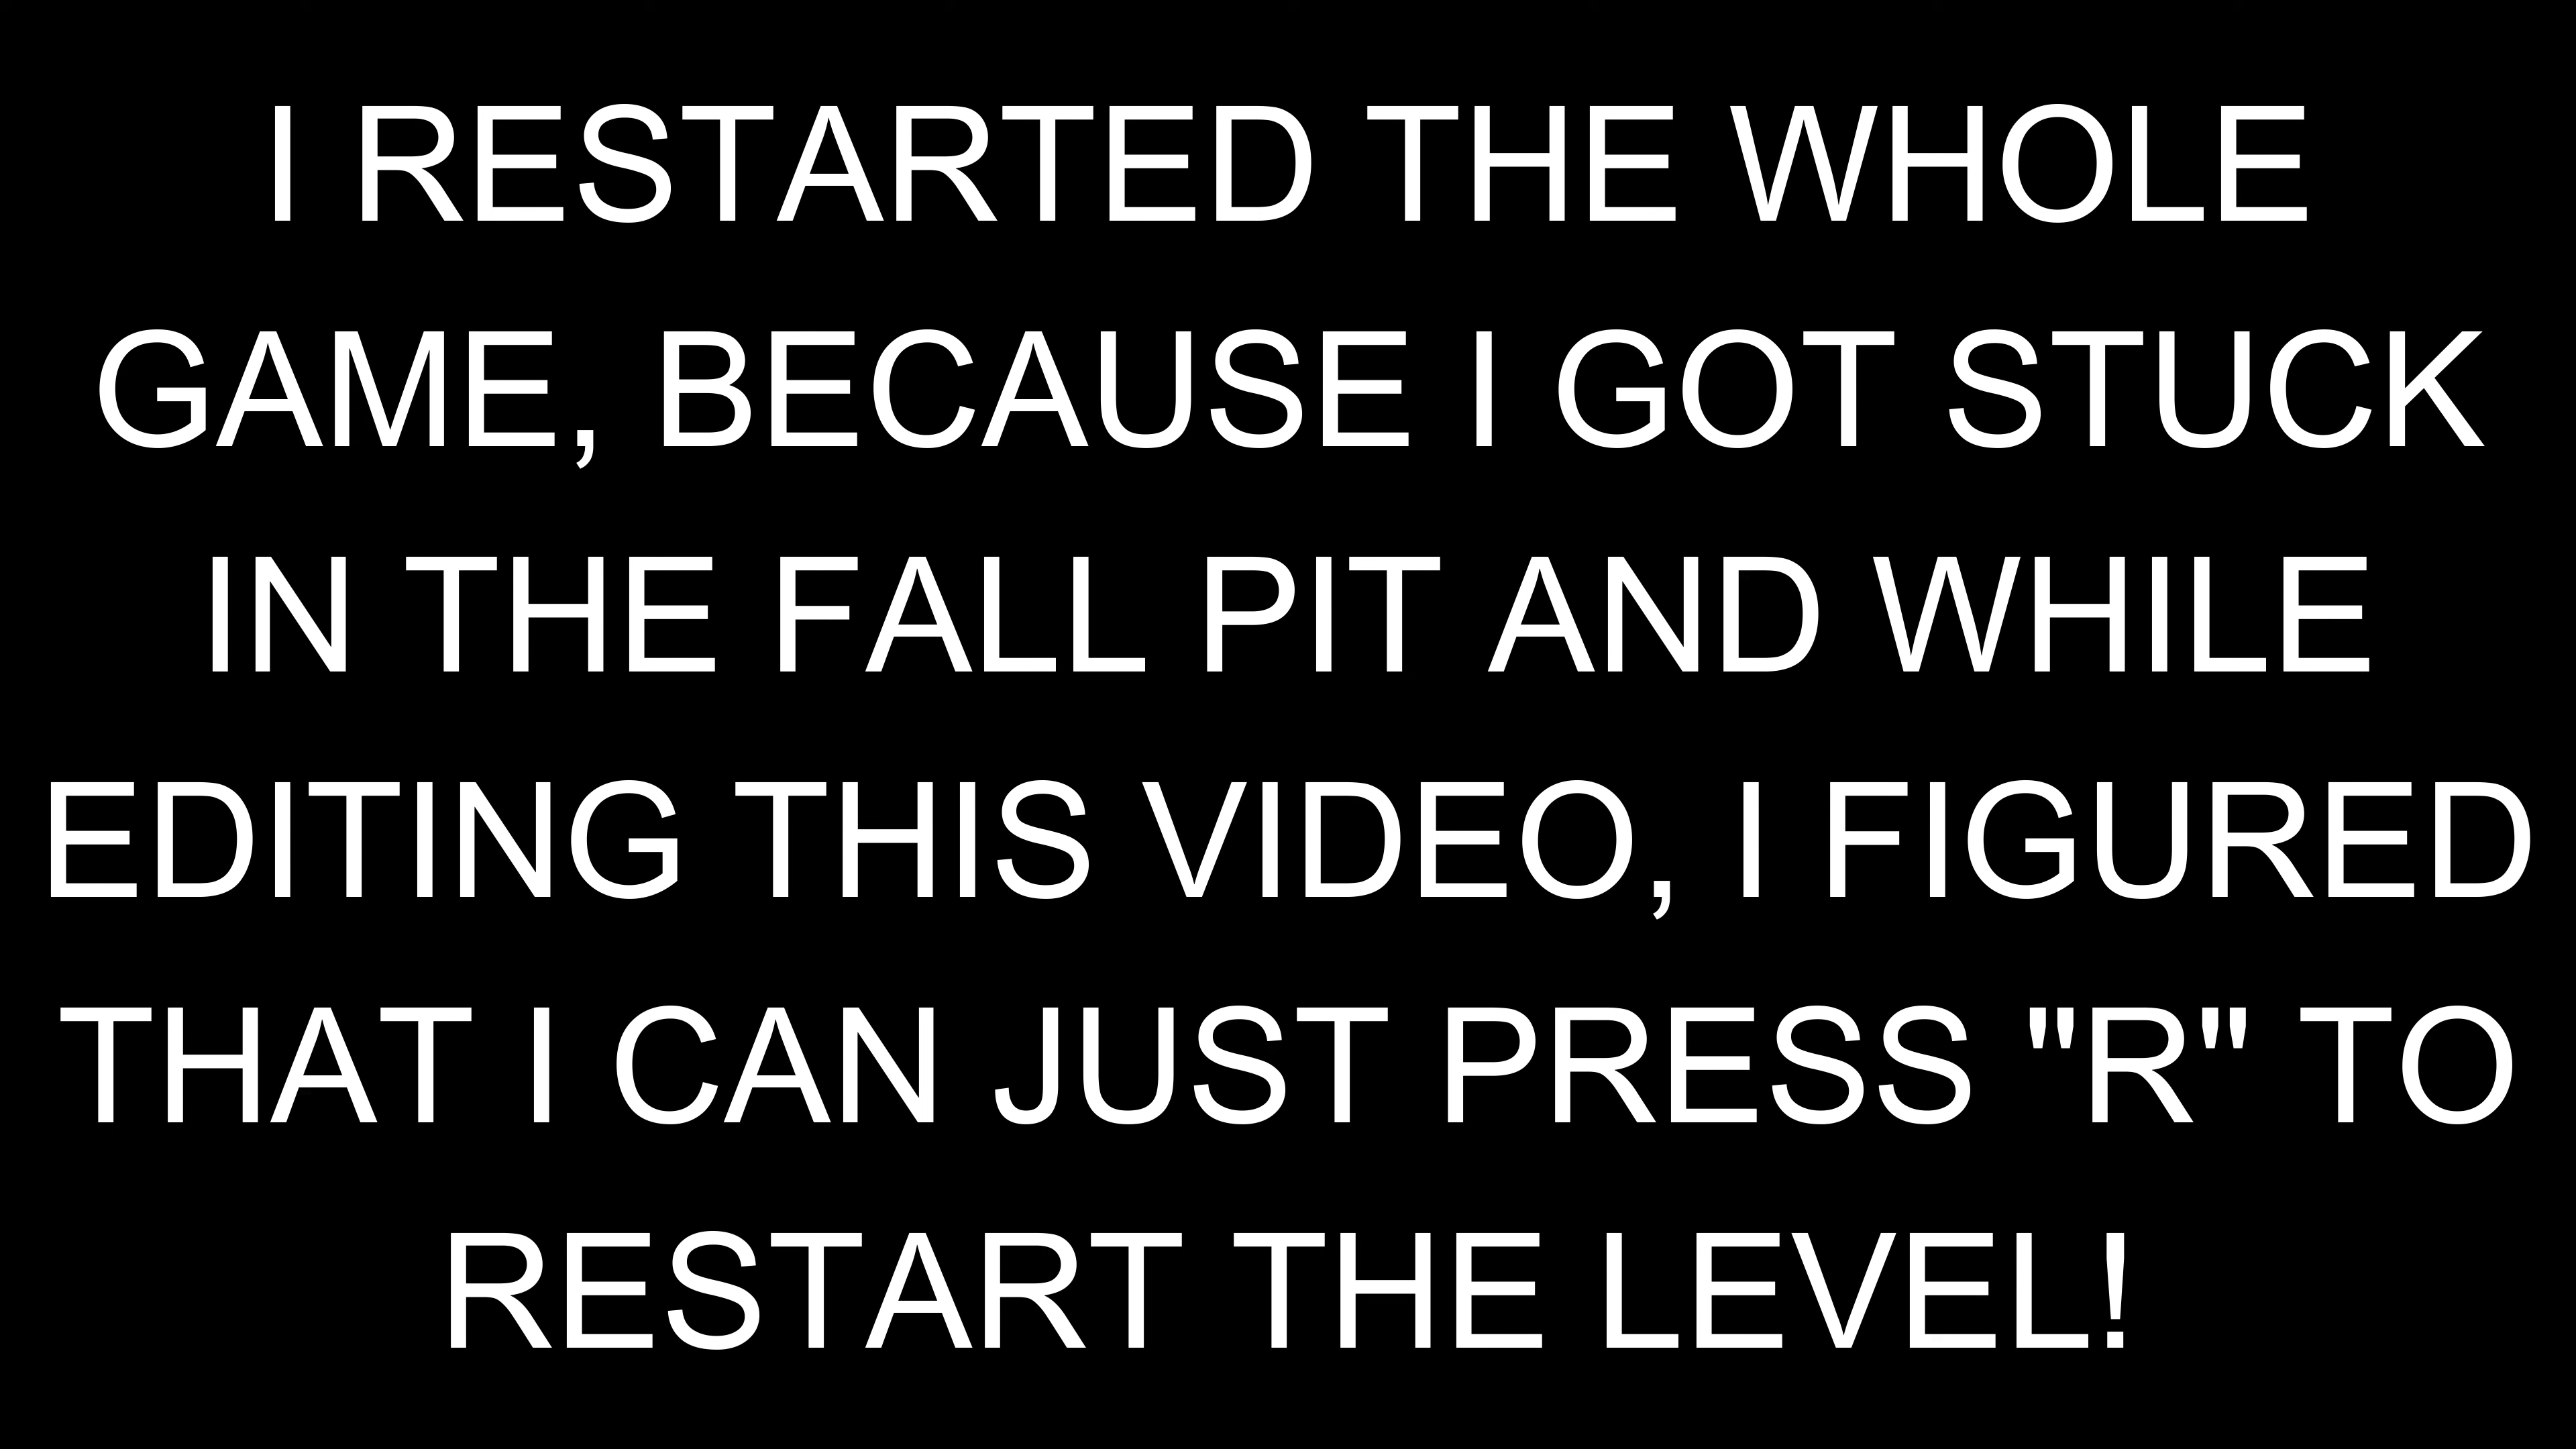 I RESTARTED THE WHOLE
GAME, BECAUSE I GOT STUCK
IN THE FALL PIT AND WHILE
EDITING THIS VIDEO, I FIGURED
THAT I CAN JUST PRESS "R" TO
RESTART THE LEVEL!